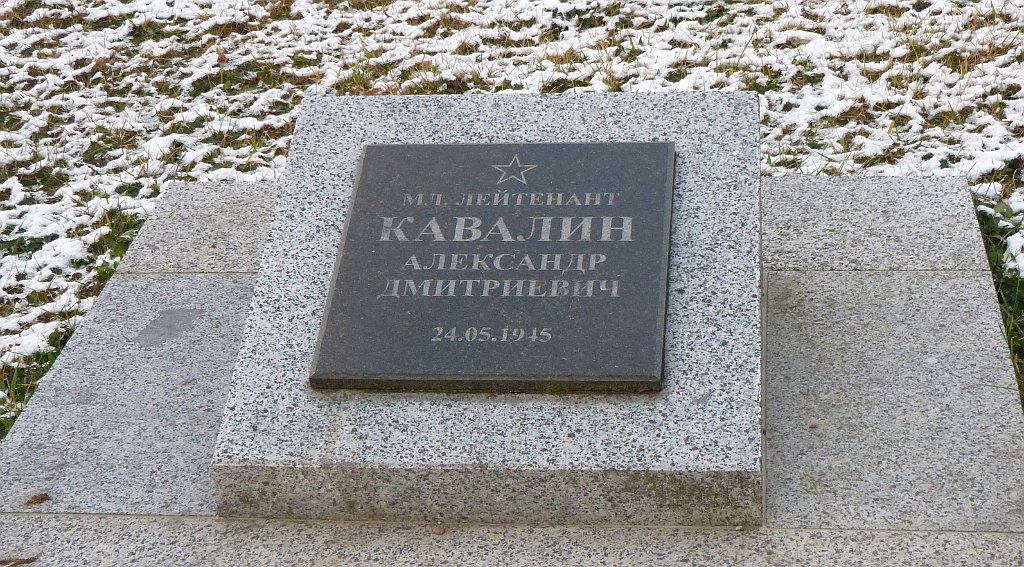 МЛ. ЛЕЙТЕНАНТ
КАВАЛИН
АЛЕКСАНДР
ДМИТРИЕВИЧ
24.05.1945